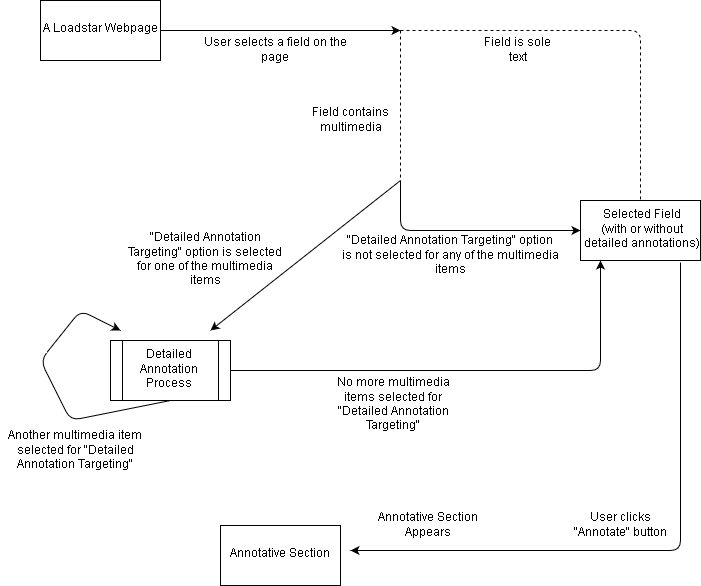 A Loadstar Webpage
User selects a field on the
page
Field is sole
text
Field contains
multimedia
Selected Field
(with or without
detailed annotations)
"Detailed Annotation
Targeting" option is selected
for one of the multimedia
items
"Detailed Annotation Targeting" option
is not selected for any of the multimedia
items
Detailed
Annotation
Process
No more multimedia
items selected for
"Detailed Annotation
Targeting"
Another multimedia item
selected for "Detailed
Annotation Targeting"
Annotative Section
Appears
User clicks
"Annotate" button
Annotative Section